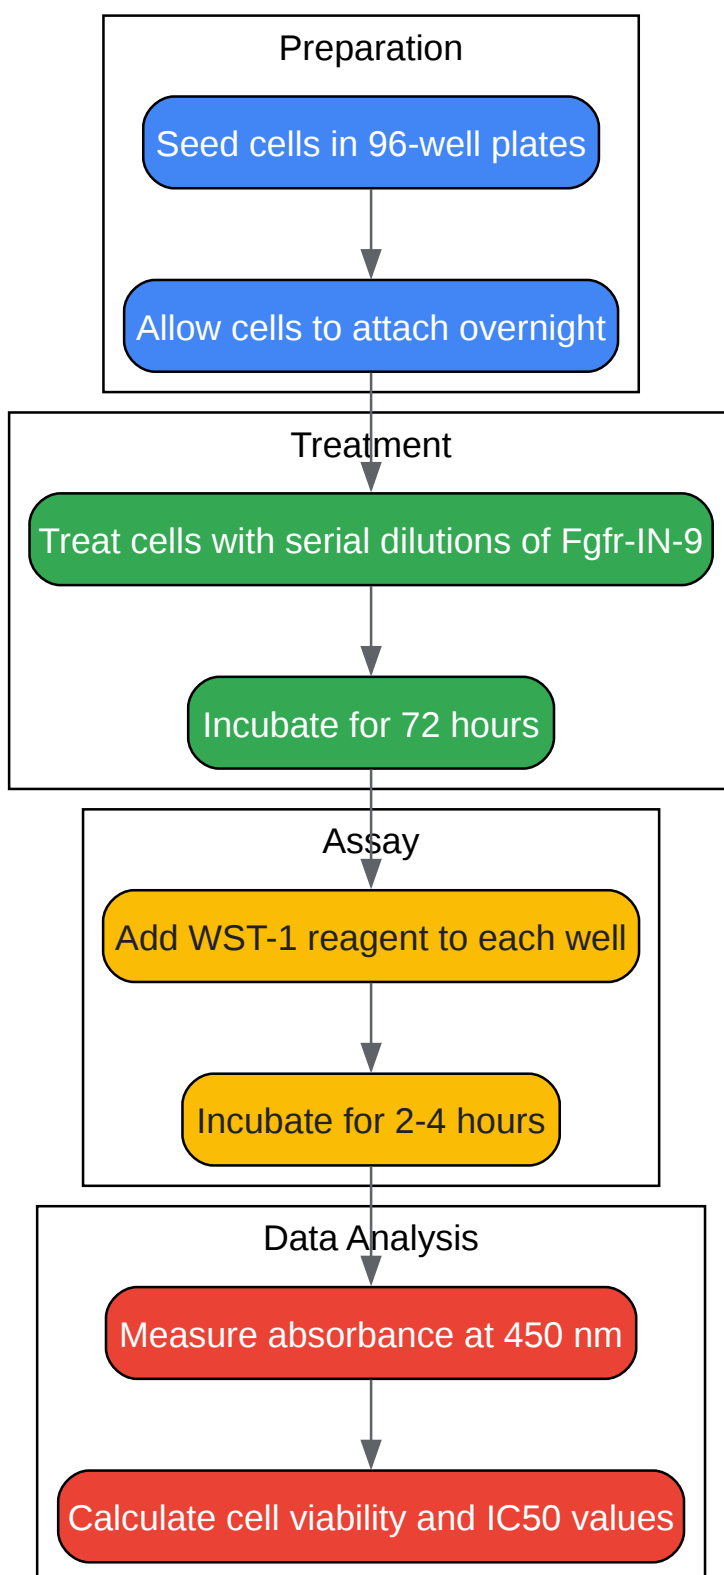 Preparation
Seed cells in 96-well plates
Allow cells to attach overnight
Treatment
Treat cells with serial dilutions of Fgfr-IN-9
Incubate for 72 hours
Assay
Add WST-1 reagent to each well
Incubate for 2-4 hours
Data Analysis
Measure absorbance at 450 nm
Calculate cell viability and IC50 values